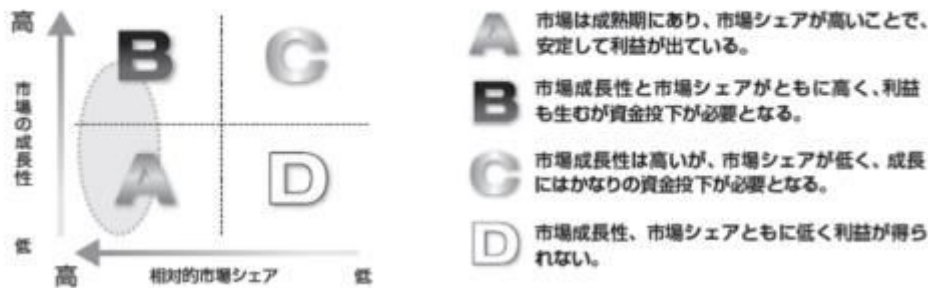 高
市場の成長性
低
B
C
A
D
高
相対的市場シェア
低
A
市場は成熟期にあり、市場シェアが高いことで、
安定して利益が出ている。
B
市場成長性と市場シェアがともに高く、利益
も生むが資金投下が必要となる。
C
市場成長性は高いが、市場シェアが低く、成長
にはかなりの資金投下が必要となる。
D
市場成長性、市場シェアともに低く利益が得ら
れない。